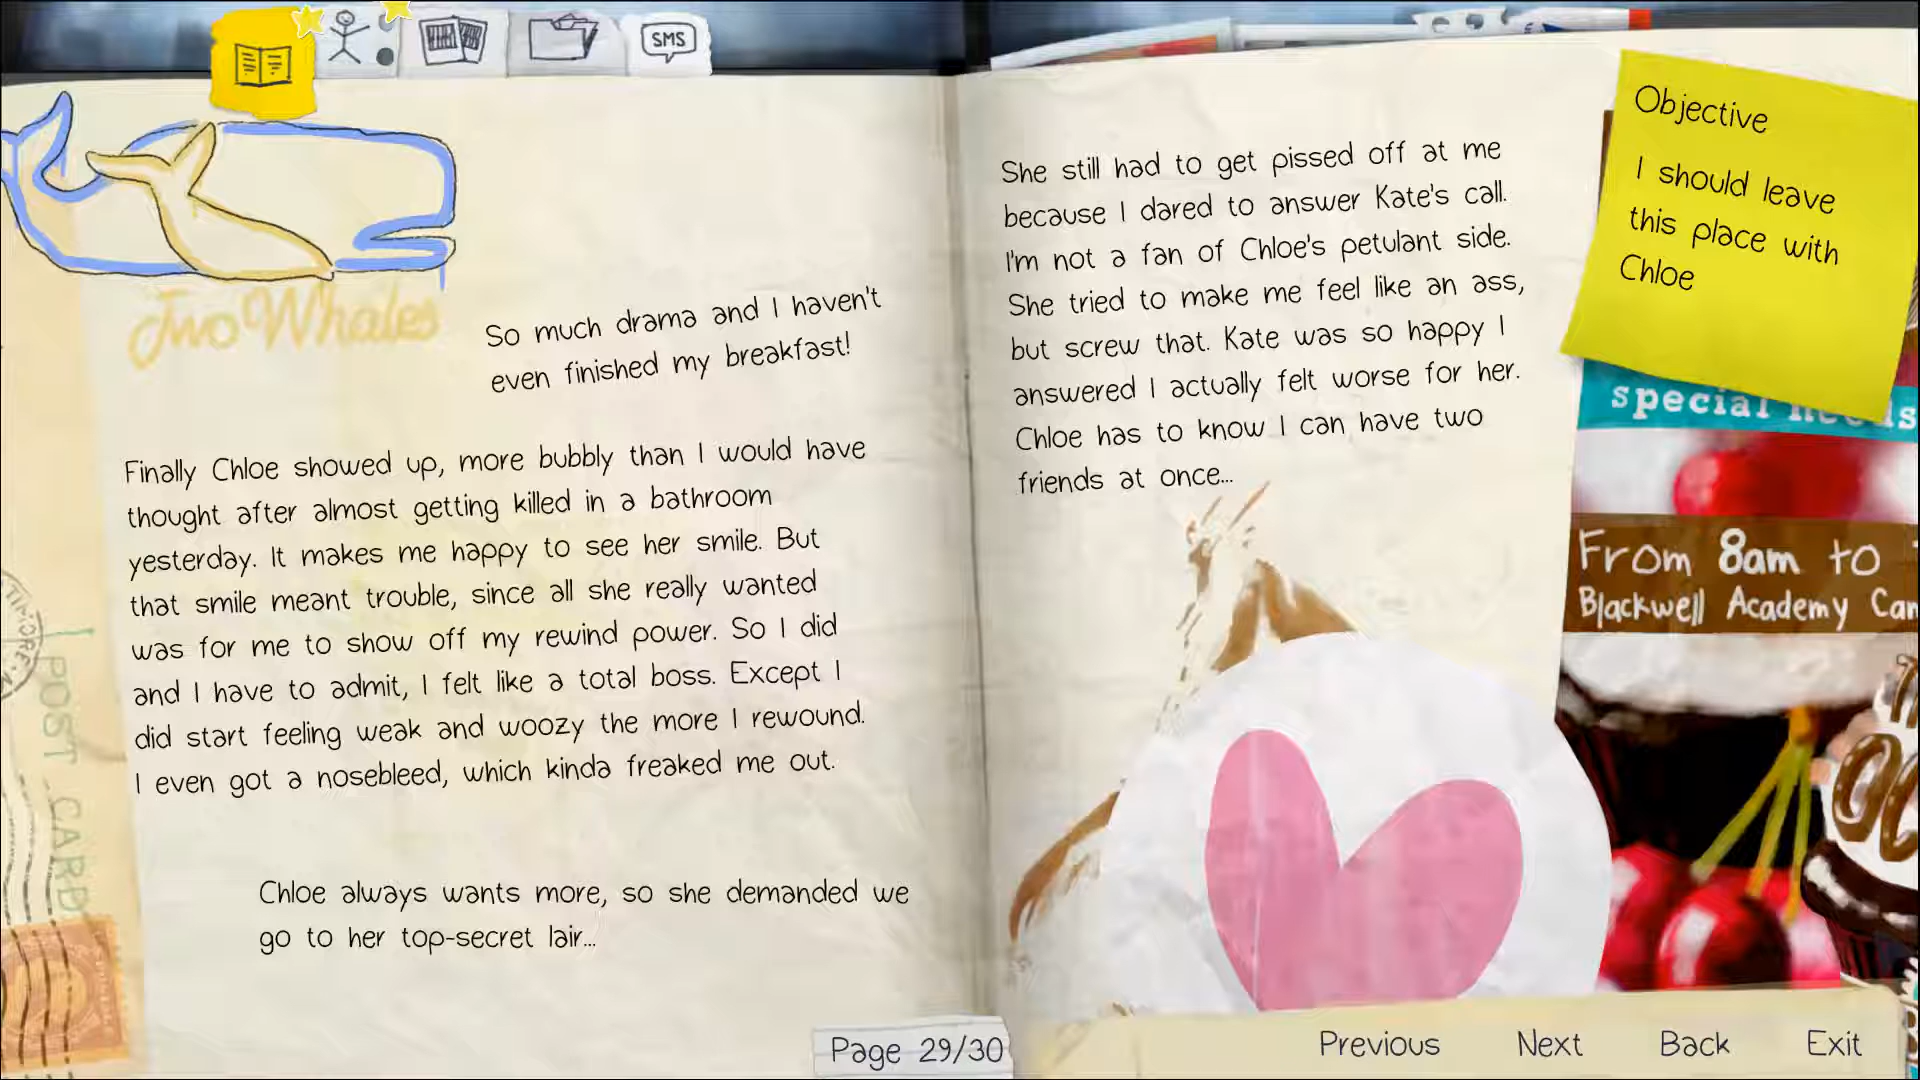 SMS
Two Whales
So much drama and I haven't
even finished my breakfast!
Finally Chloe showed up, more bubbly than I would have
thought after almost getting killed in a bathroom
yesterday. It makes me happy to see her smile. But
that smile meant trouble, since all she really wanted
was for me to show off my rewind power. So I did
and I have to admit, I felt like a total boss. Except I
did start feeling weak and woozy the more I rewound.
I even got a nosebleed, which kinda freaked me out.
Chloe always wants more, so she demanded we
go to her top-secret lair...
POST CARD
She still had to get pissed off at me
because I dared to answer Kate's call.
I'm not a fan of Chloe's petulant side.
She tried to make me feel like an ass,
but screw that. Kate was so happy I
answered I actually felt worse for her.
Chloe has to know I can have two
friends at once...
Objective
I should leave
this place with
Chloe
special
From 8am to
Blackwell Academy
Page 29/30
Previous Next Back Exit